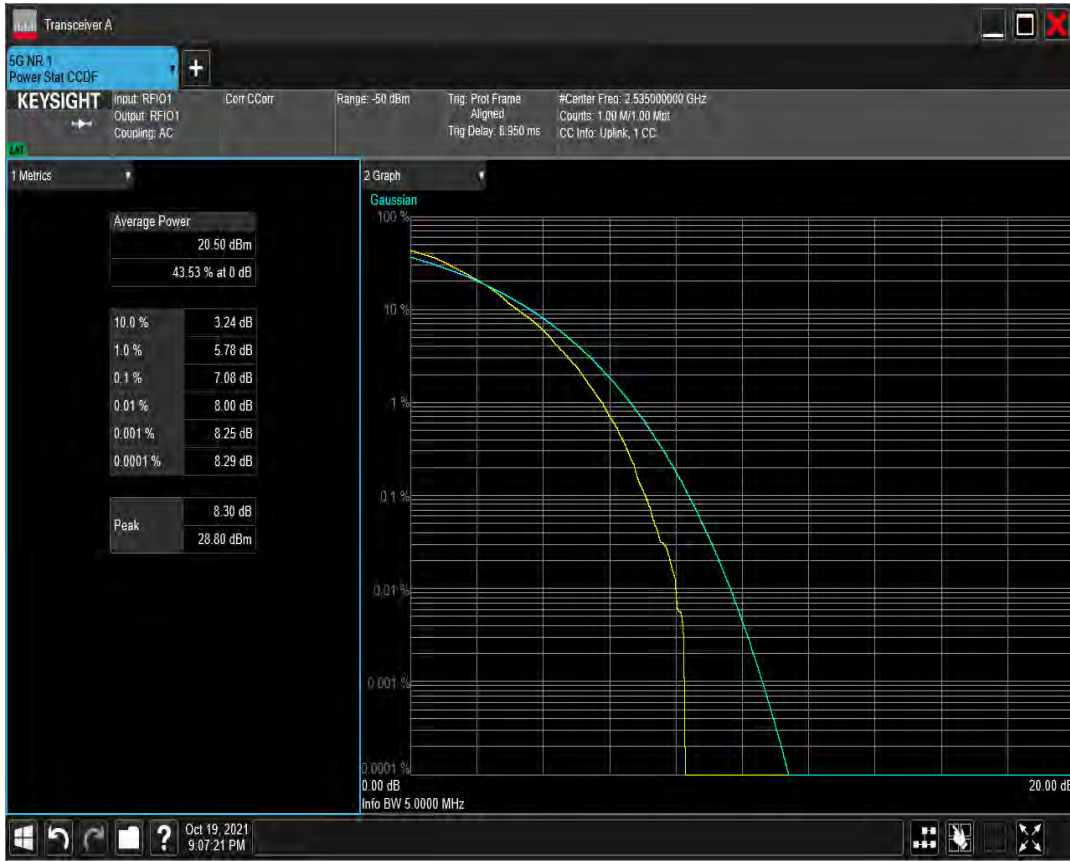 Transceiver A
5G NR 1
Power Stat CCDF
+
KEYSIGHT
Input: RFIO1
Output: RFIO1
Coupling: AC
Corr CCorr
Range: -50 dBm
Trig: Prot Frame
Aligned
Trig Delay: 8.950 ms
#Center Freq: 2.535000000 GHz
Counts: 1.00 M/1.00 Mpt
CC Info: Uplink, 1 CC
1 Metrics
Average Power
20.50 dBm
43.53 % at 0 dB
10.0 % 3.24 dB
1.0 % 5.78 dB
0.1 % 7.08 dB
0.01 % 8.00 dB
0.001 % 8.25 dB
0.0001 % 8.29 dB
Peak
8.30 dB
28.80 dBm
2 Graph
Gaussian
100 %
10 %
1 %
0.1 %
0.01 %
0.001 %
0.0001 %
0.00 dB
20.00 dB
Info BW 5.0000 MHz
?
Oct 19, 2021
9:07:21 PM